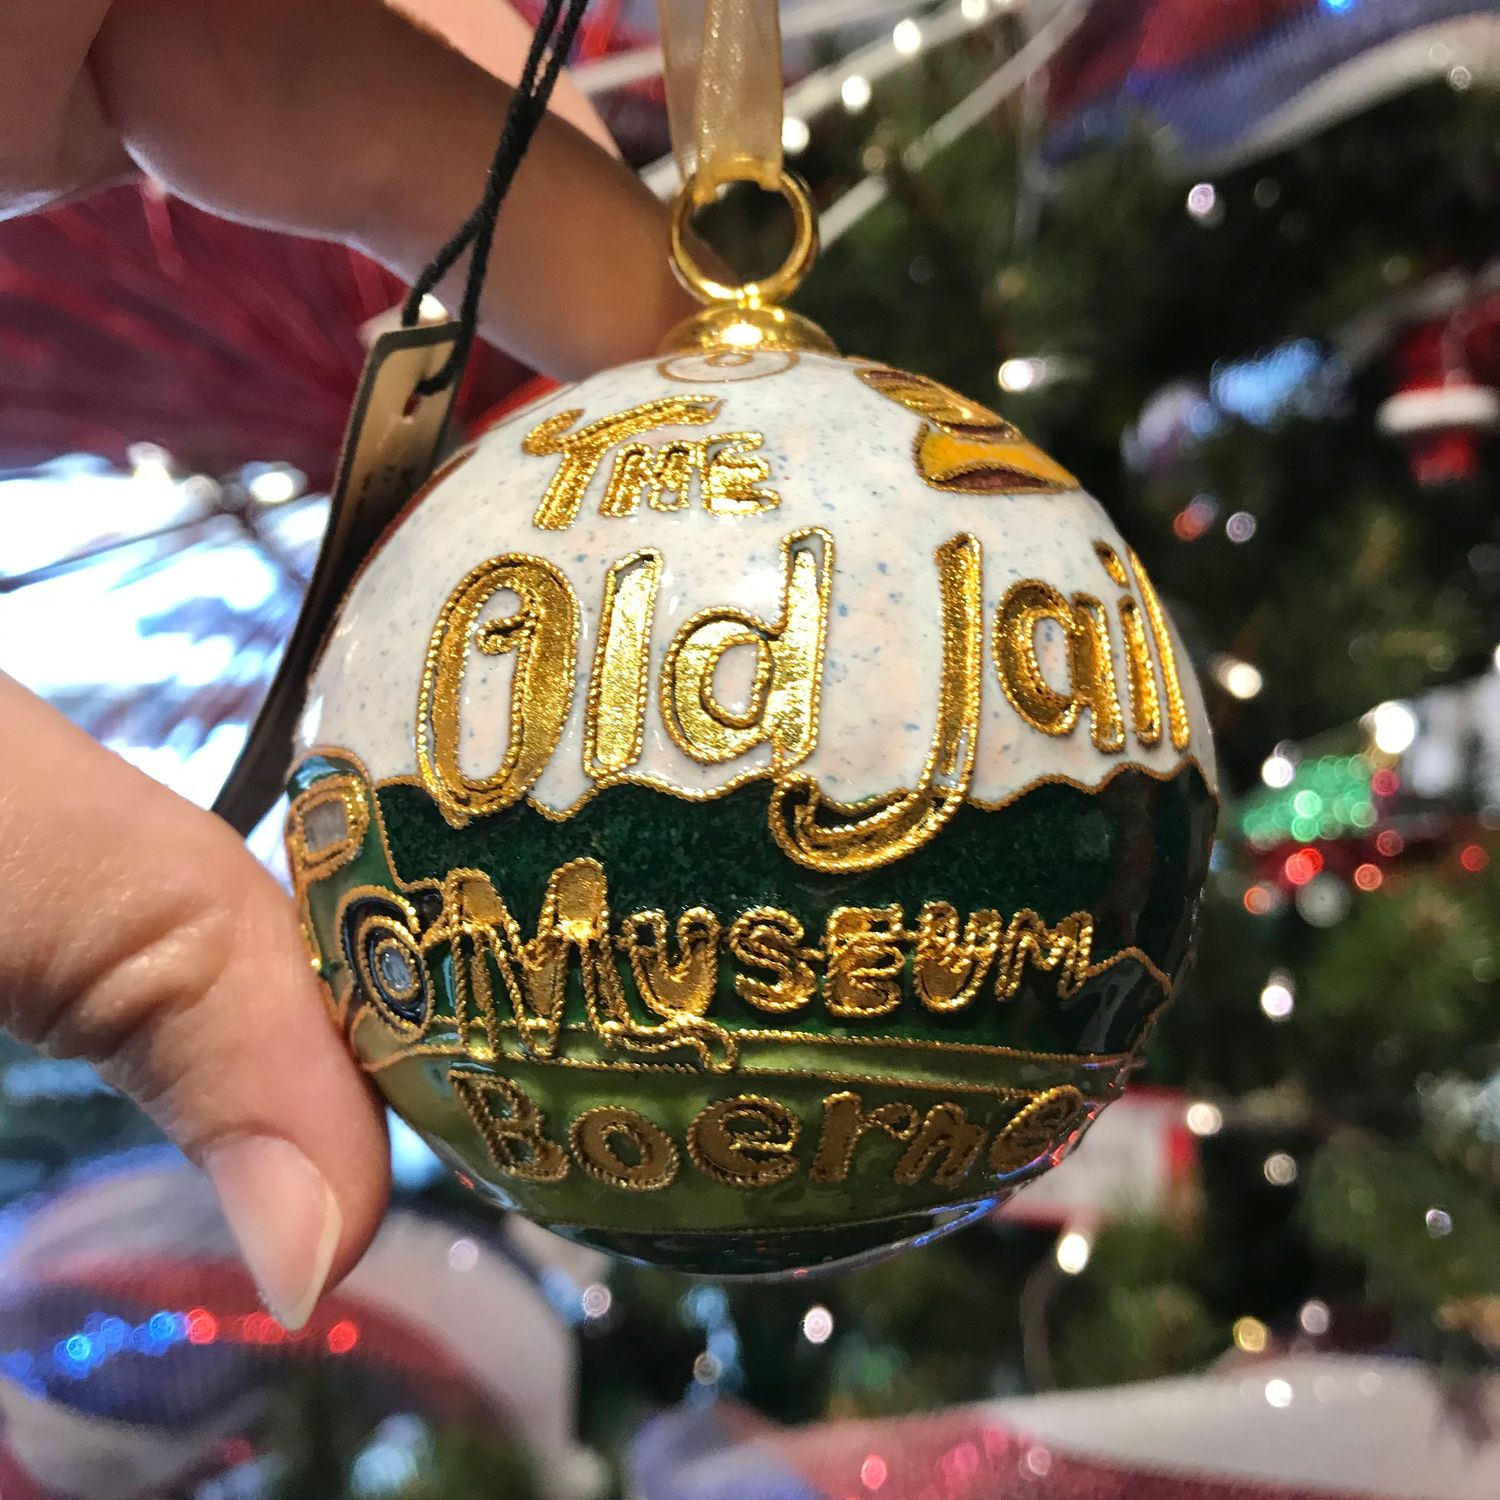 The
Old Jail
Museum
Boerne